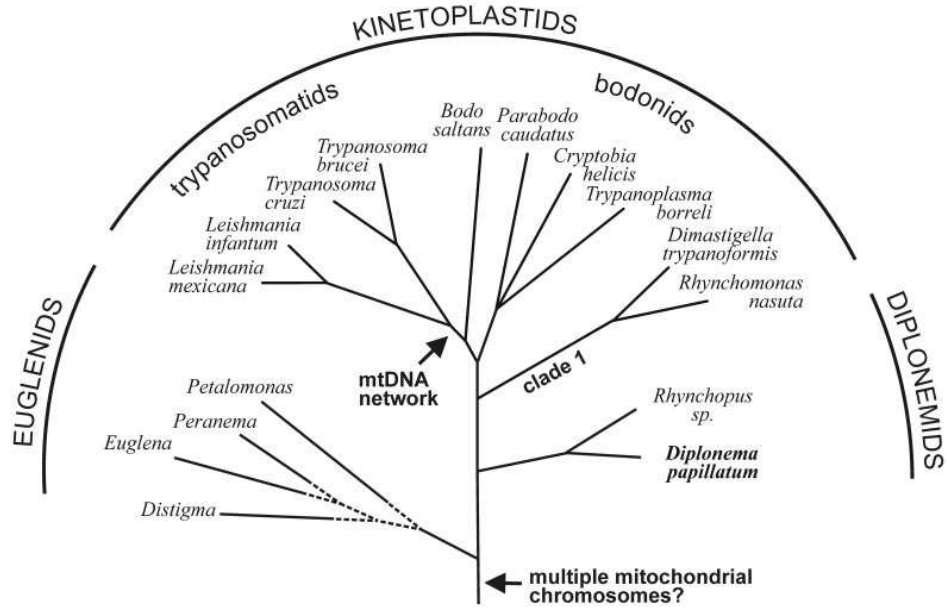 KINETOPLASTIDS
trypanosomatids
bodonids
EUGLENIDS
DIPLONEMIDS
Bodo
saltans
Parabodo
caudatus
Trypanosoma
brucei
Cryptobia
helicis
Trypanosoma
cruzi
Trypanoplasma
borreli
Leishmania
infantum
Dimastigella
trypanoformis
Leishmania
mexicana
Rhynchomonas
nasuta
mtDNA
network
clade 1
Petalomonas
Peranema
Euglena
Distigma
Rhynchopus
sp.
Diplonema
papillatum
multiple mitochondrial
chromosomes?